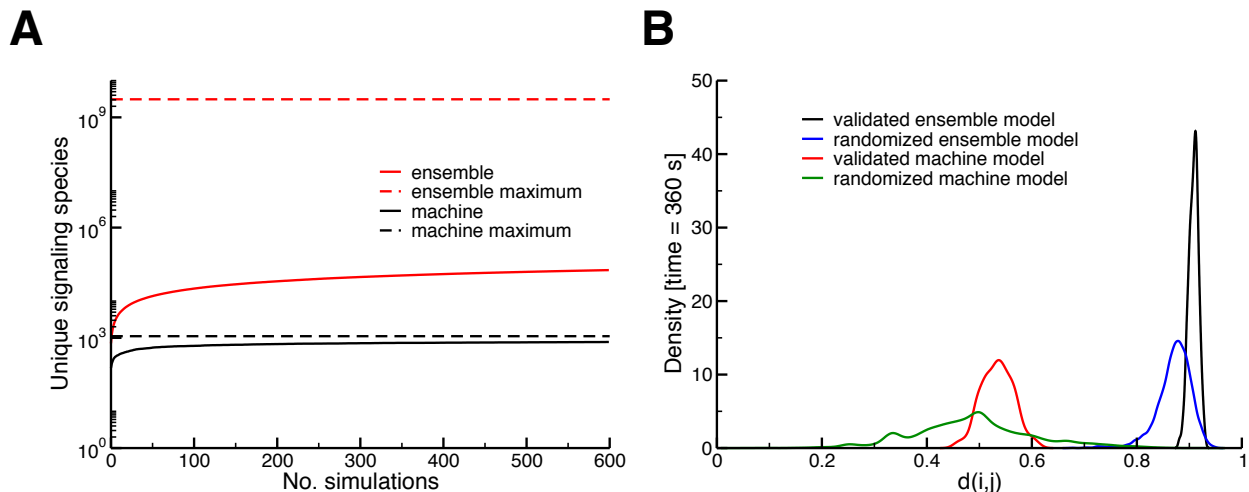 A
Unique signaling species
10^9
10^6
10^3
10^0
0
100
200
300
400
500
600
No. simulations
ensemble
ensemble maximum
machine
machine maximum
B
Density [time = 360 s]
50
40
30
20
10
0
0
0.2
0.4
0.6
0.8
1
d(i,j)
validated ensemble model
randomized ensemble model
validated machine model
randomized machine model